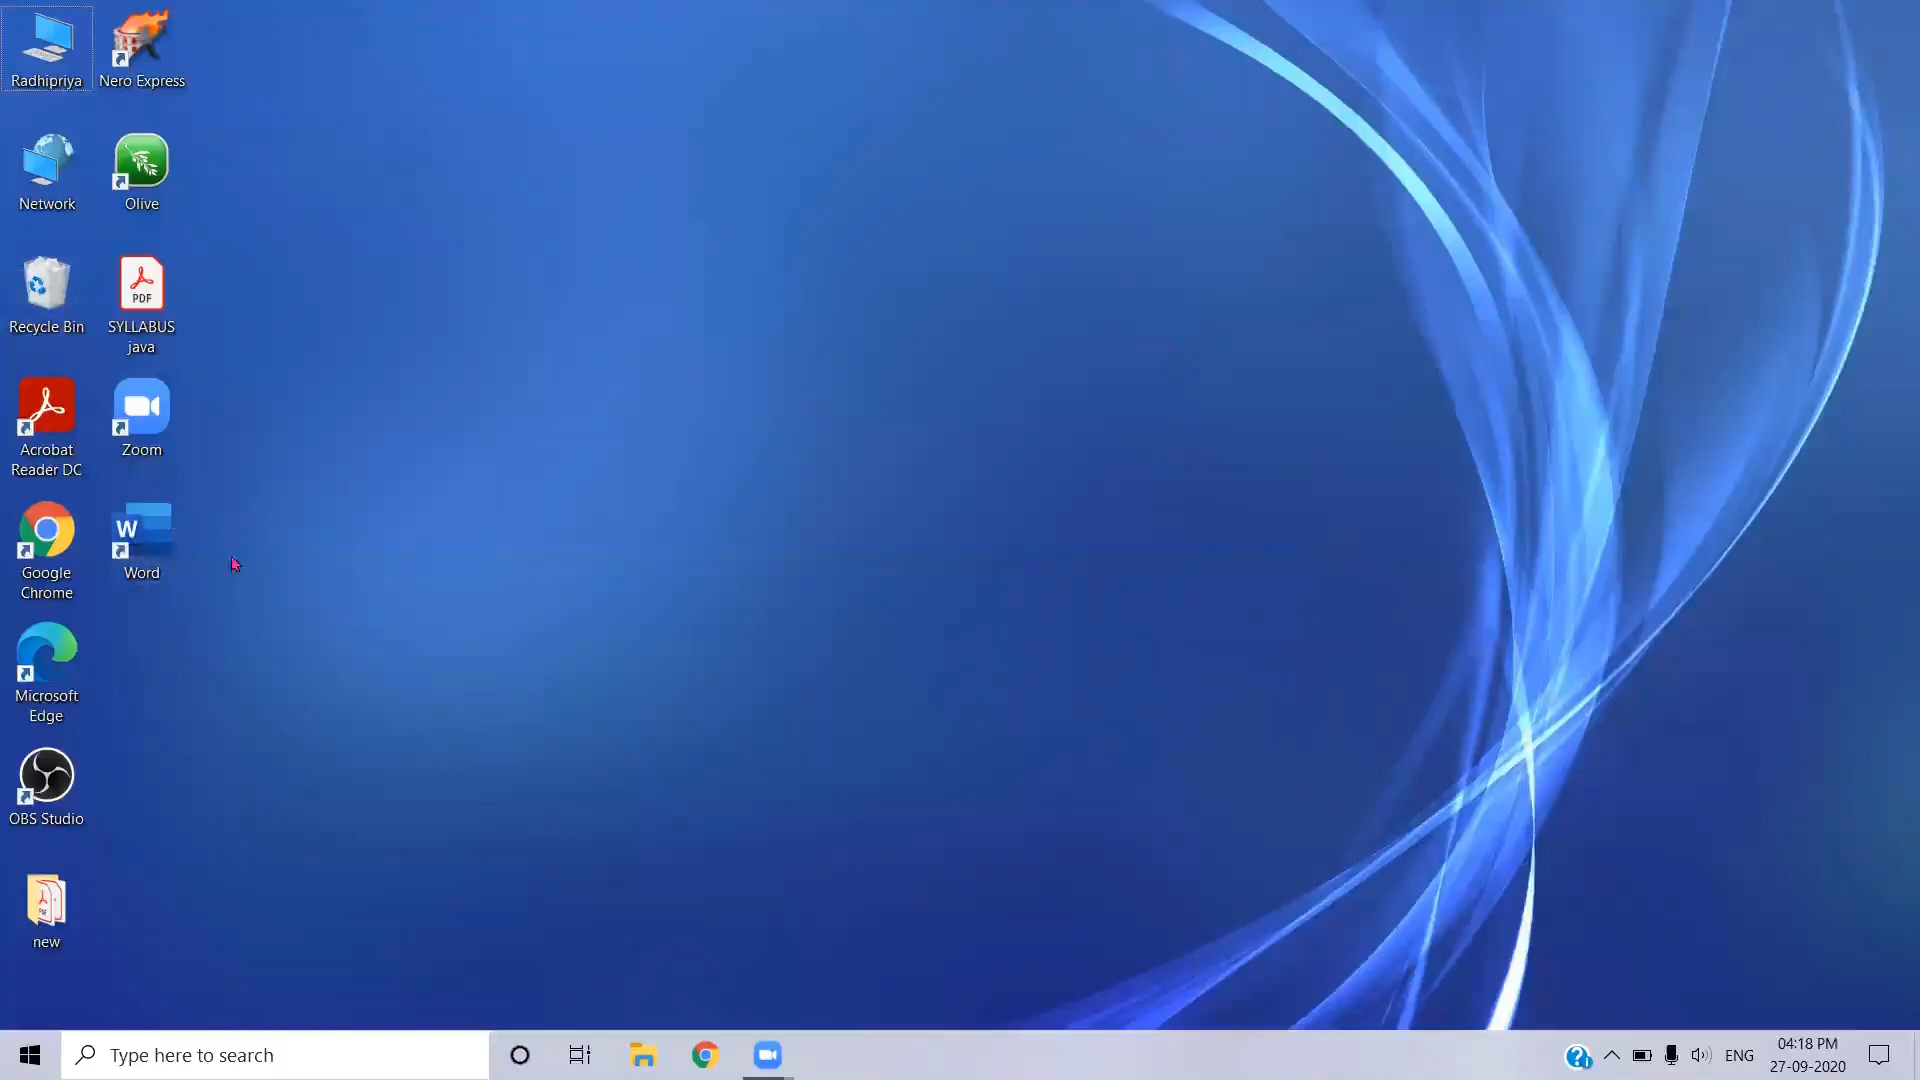 Radhipriya
Nero Express
Network
Olive
Recycle Bin
PDF
SYLLABUS
java
Acrobat
Reader DC
Zoom
Google
Chrome
W
Word
Microsoft
Edge
OBS Studio
new
Type here to search
ENG
04:18 PM
27-09-2020